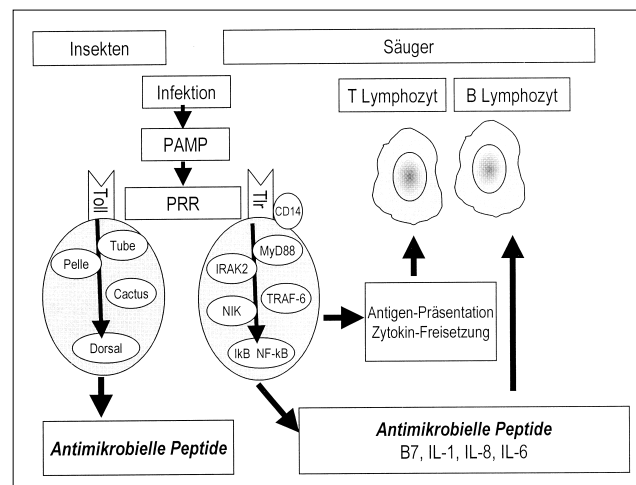 Insekten
Säuger
Infektion
T Lymphozyt
B Lymphozyt
PAMP
Toll
PRR
Tlr
CD14
Tube
Pelle
Cactus
Dorsal
MyD88
IRAK2
TRAF-6
NIK
IkB NF-kB
Antigen-Präsentation
Zytokin-Freisetzung
Antimikrobielle Peptide
Antimikrobielle Peptide
B7, IL-1, IL-8, IL-6